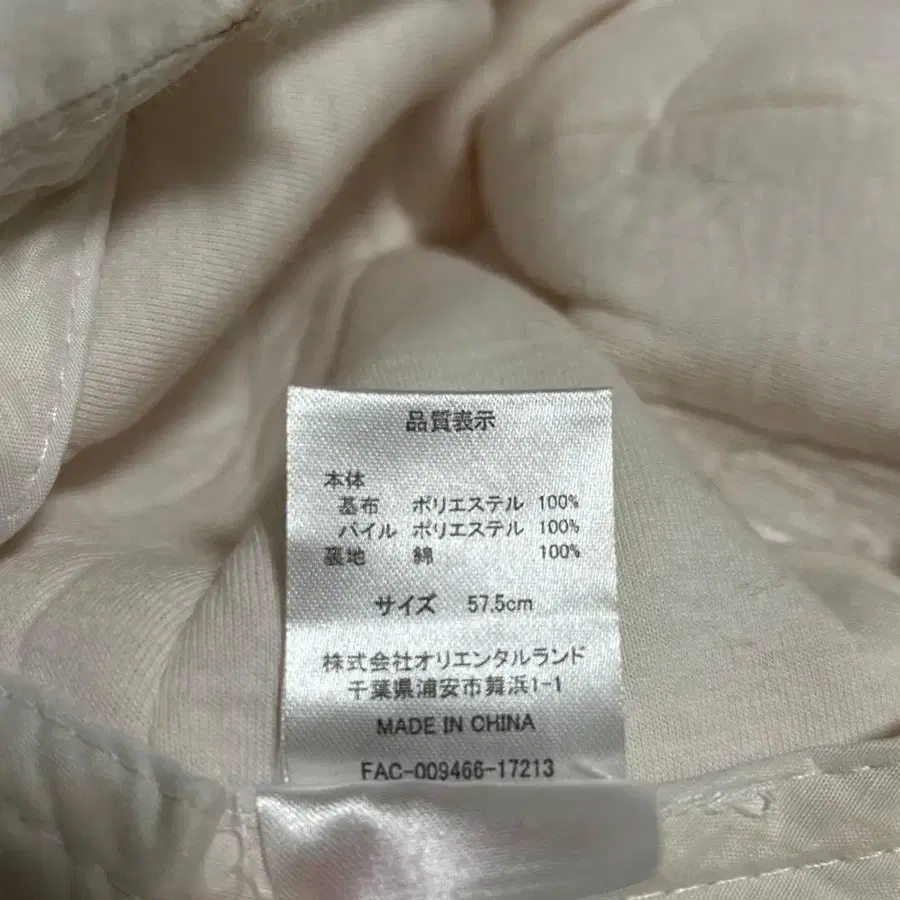 品質表示
本体
基布 ポリエステル 100%
パイル ポリエステル 100%
裏地 綿 100%
サイズ 57.5cm
株式会社オリエンタルランド
千葉県浦安市舞浜1-1
MADE IN CHINA
FAC-009466-17213